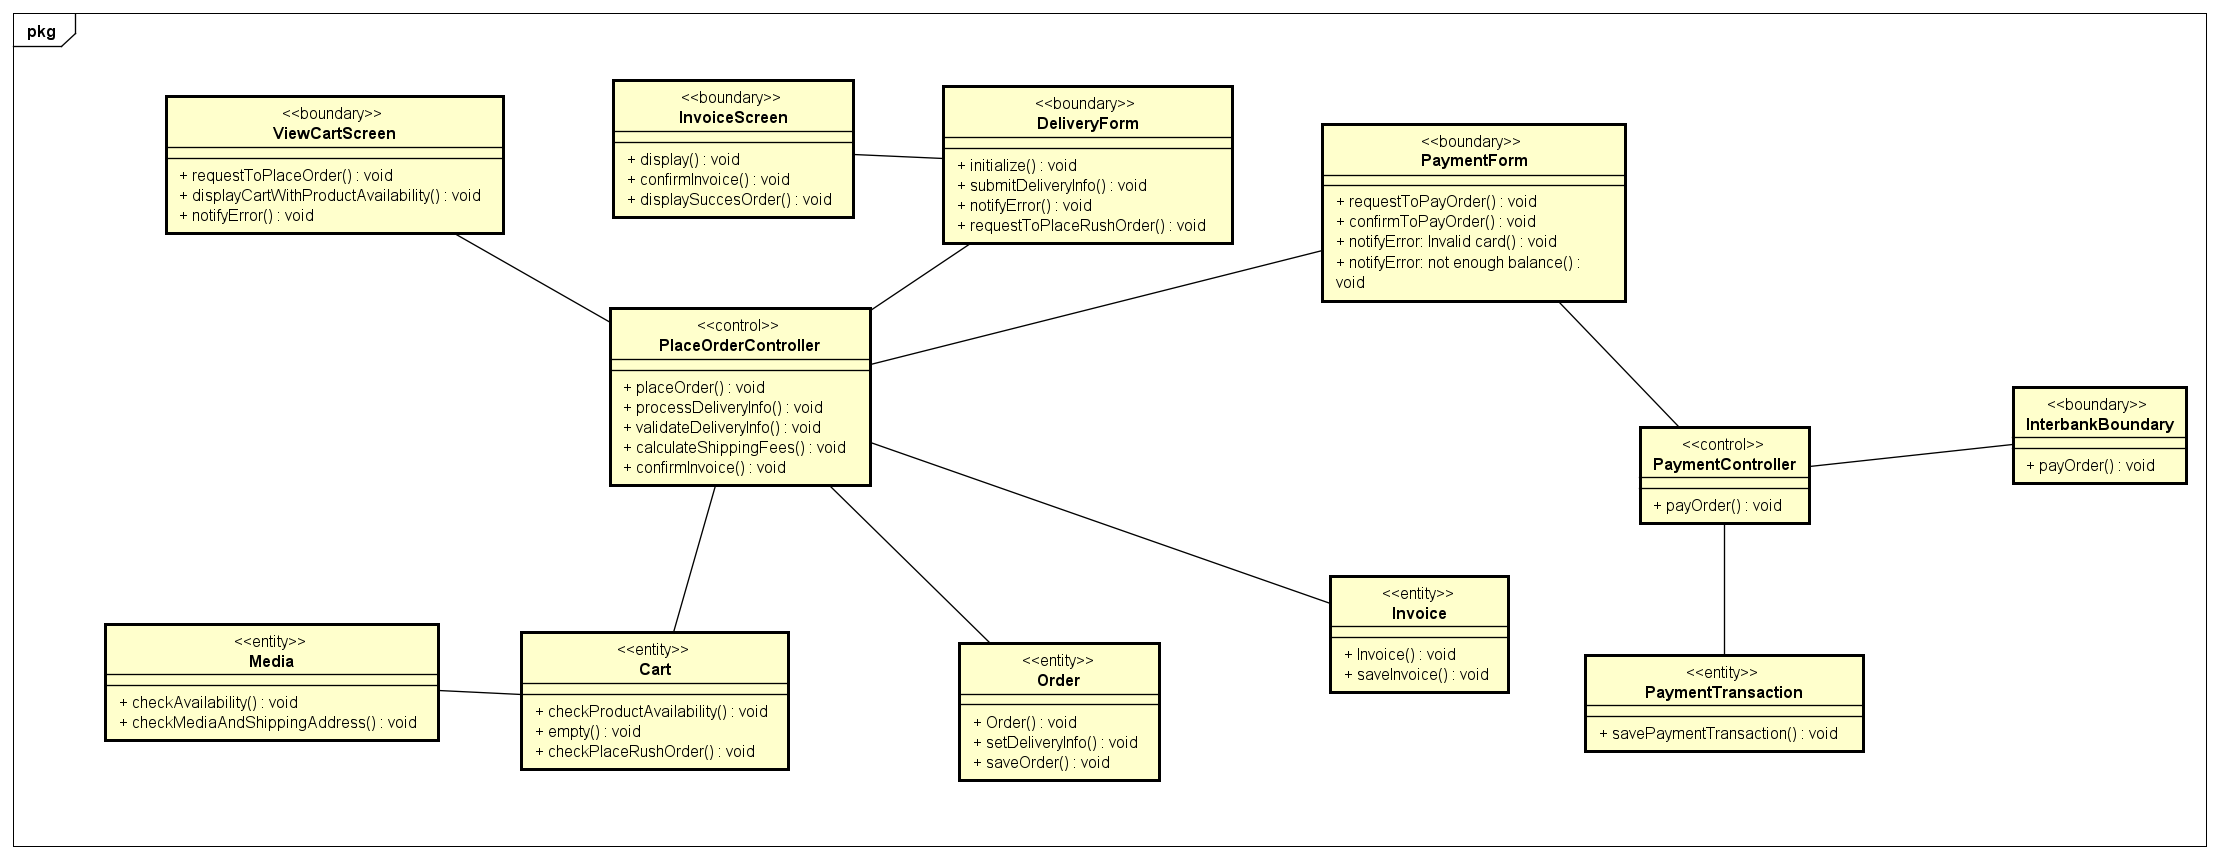 pkg
<<boundary>>
ViewCartScreen
+ requestToPlaceOrder() : void
+ displayCartWithProductAvailability() : void
+ notifyError() : void
<<boundary>>
InvoiceScreen
+ display() : void
+ confirmInvoice() : void
+ displaySuccesOrder() : void
<<boundary>>
DeliveryForm
+ initialize() : void
+ submitDeliveryInfo() : void
+ notifyError() : void
+ requestToPlaceRushOrder() : void
<<boundary>>
PaymentForm
+ requestToPayOrder() : void
+ confirmToPayOrder() : void
+ notifyError: Invalid card() : void
+ notifyError: not enough balance() :
void
<<control>>
PlaceOrderController
+ placeOrder() : void
+ processDeliveryInfo() : void
+ validateDeliveryInfo() : void
+ calculateShippingFees() : void
+ confirmInvoice() : void
<<control>>
PaymentController
+ payOrder() : void
<<boundary>>
InterbankBoundary
+ payOrder() : void
<<entity>>
Media
+ checkAvailability() : void
+ checkMediaAndShippingAddress() : void
<<entity>>
Cart
+ checkProductAvailability() : void
+ empty() : void
+ checkPlaceRushOrder() : void
<<entity>>
Order
+ Order() : void
+ setDeliveryInfo() : void
+ saveOrder() : void
<<entity>>
Invoice
+ Invoice() : void
+ saveInvoice() : void
<<entity>>
PaymentTransaction
+ savePaymentTransaction() : void